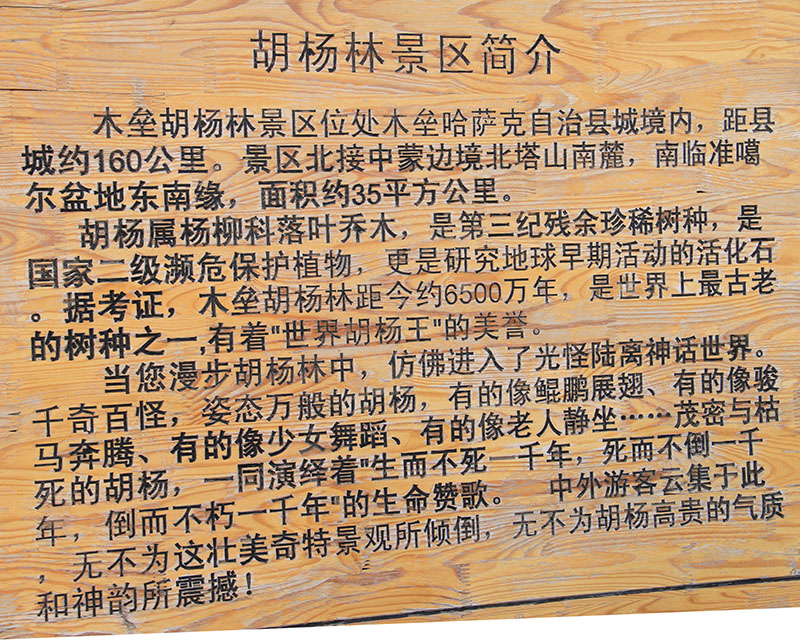 胡杨林景区简介
木垒胡杨林景区位处木垒哈萨克自治县城境内，距县
城约160公里。景区北接中蒙边境北塔山南麓，南临准噶
尔盆地东南缘，面积约35平方公里。
胡杨属杨柳科落叶乔木，是第三纪残余珍稀树种，是
国家二级濒危保护植物，更是研究地球早期活动的活化石
。据考证，木垒胡杨林距今约6500万年，是世界上最古老
的树种之一,有着"世界胡杨王"的美誉。
当您漫步胡杨林中，仿佛进入了光怪陆离神话世界。
千奇百怪，姿态万般的胡杨，有的像鲲鹏展翅、有的像骏
马奔腾、有的像少女舞蹈、有的像老人静坐……茂密与枯
死的胡杨，一同演绎着"生而不死一千年，死而不倒一千
年，倒而不朽一千年"的生命赞歌。 中外游客云集于此
，无不为这壮美奇特景观所倾倒，无不为胡杨高贵的气质
和神韵所震撼！